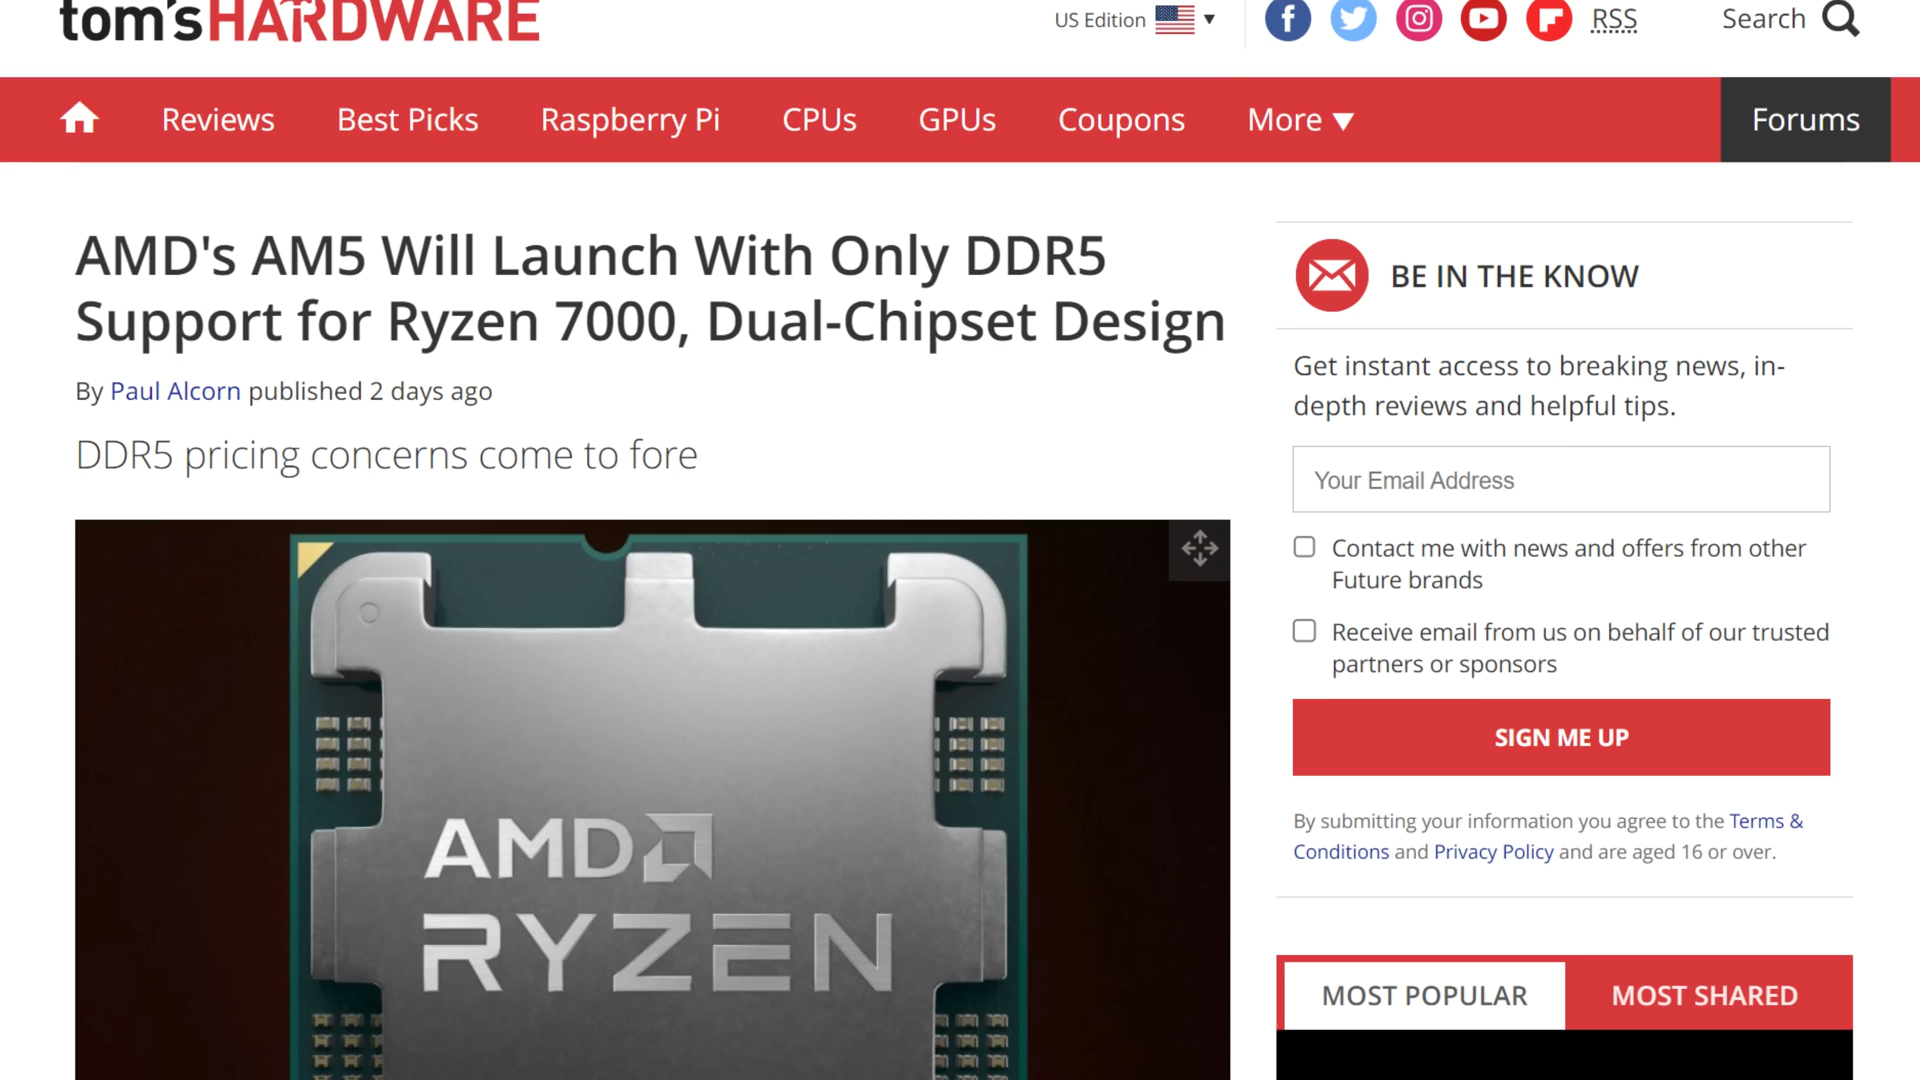 tom'sHARDWARE
US Edition
RSS
Search
Reviews
Best Picks
Raspberry Pi
CPUs
GPUs
Coupons
More
Forums
AMD's AM5 Will Launch With Only DDR5
Support for Ryzen 7000, Dual-Chipset Design
By Paul Alcorn published 2 days ago
DDR5 pricing concerns come to fore
AMD
RYZEN
BE IN THE KNOW
Get instant access to breaking news, in-
depth reviews and helpful tips.
Your Email Address
Contact me with news and offers from other
Future brands
Receive email from us on behalf of our trusted
partners or sponsors
SIGN ME UP
By submitting your information you agree to the Terms &
Conditions and Privacy Policy and are aged 16 or over.
MOST POPULAR
MOST SHARED